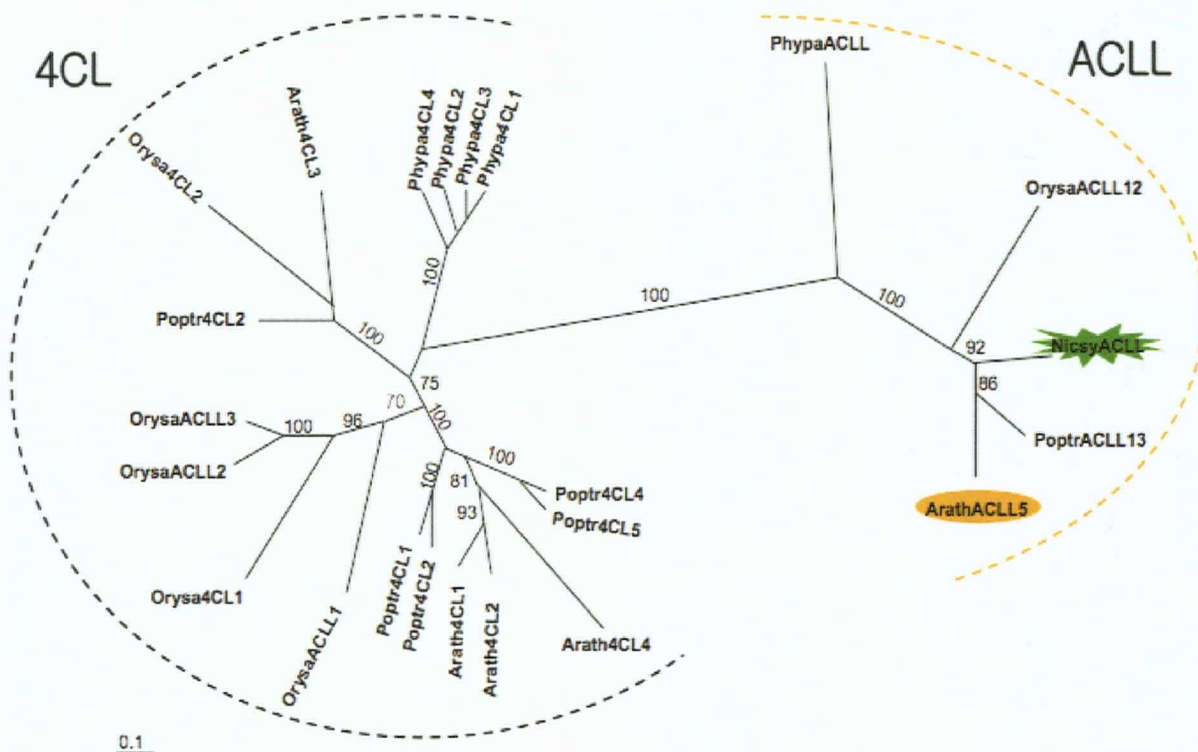 4CL
ACLL
PhypaACLL
Orysa4CL2
Arath4CL3
Phypa4CL4
Phypa4CL2
Phypa4CL3
Phypa4CL1
OrysaACLL12
100
100
100
Poptr4CL2
100
92
NicsyACLL
75
86
OrysaACLL3
100
96
70
100
PoptrACLL13
OrysaACLL2
100
81
100
Poptr4CL4
93
Poptr4CL5
ArathACLL5
Orysa4CL1
OrysaACLL1
Poptr4CL1
Poptr4CL2
Arath4CL1
Arath4CL2
Arath4CL4
0.1